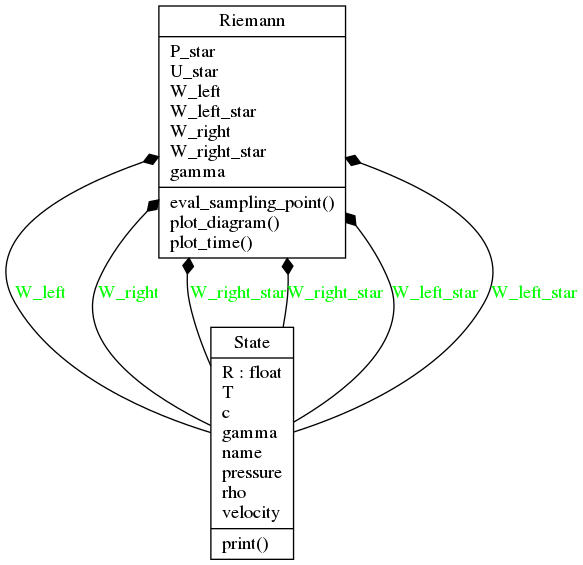 Riemann
P_star
U_star
W_left
W_left_star
W_right
W_right_star
gamma
eval_sampling_point()
plot_diagram()
plot_time()
W_left
W_right
W_right_star
W_right_star
W_left_star
W_left_star
State
R : float
T
c
gamma
name
pressure
rho
velocity
print()